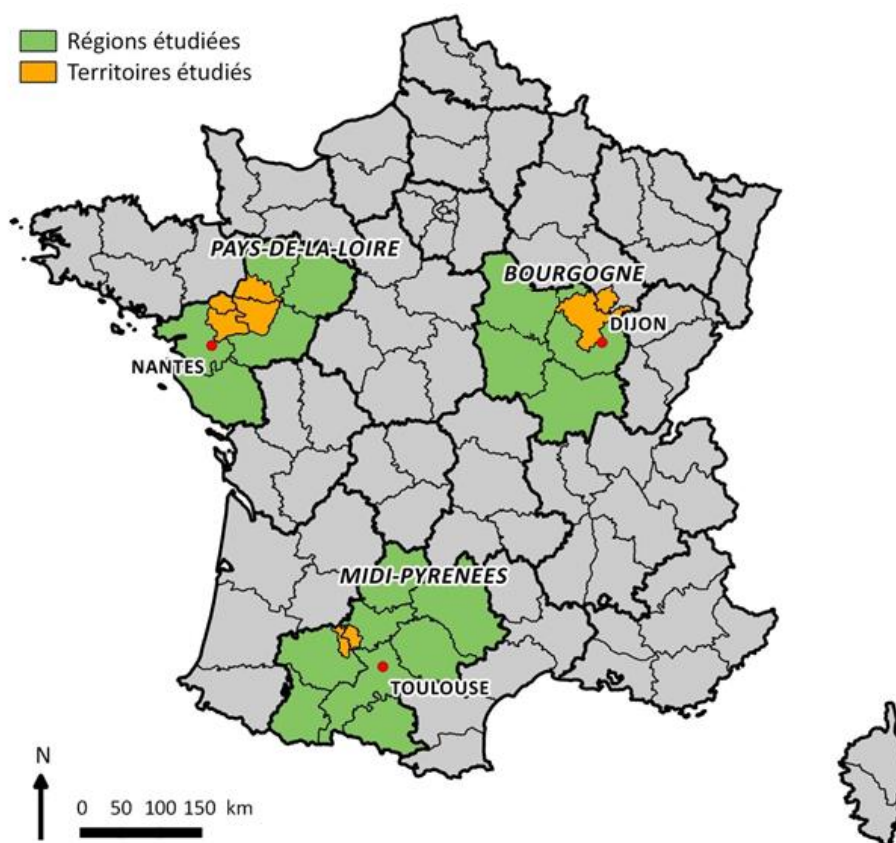 Régions étudiées
Territoires étudiés
PAYS-DE-LA-LOIRE
BOURGOGNE
DIJON
NANTES
MIDI-PYRENEES
TOULOUSE
N
0 50 100 150 km